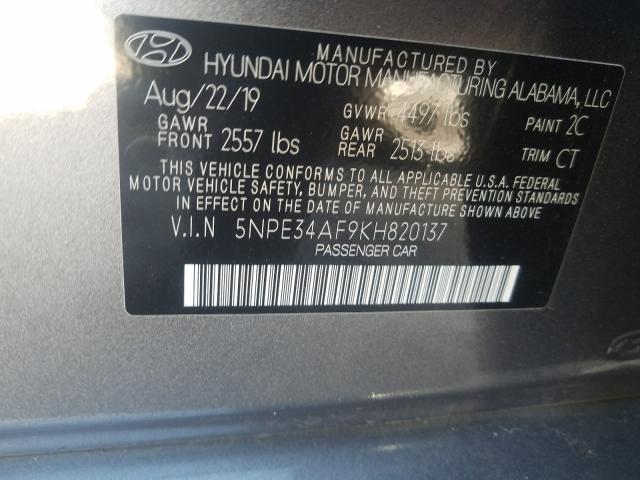 MANUFACTURED BY
HYUNDAI MOTOR MANUFACTURING ALABAMA, LLC
Aug/22/19 GVWR 4497 lbs PAINT 2C
GAWR FRONT 2557 lbs GAWR REAR 2513 lbs TRIM CT
THIS VEHICLE CONFORMS TO ALL APPLICABLE U.S.A. FEDERAL
MOTOR VEHICLE SAFETY, BUMPER, AND THEFT PREVENTION STANDARDS
IN EFFECT ON THE DATE OF MANUFACTURE SHOWN ABOVE.
V.I.N 5NPE34AF9KH820137
PASSENGER CAR